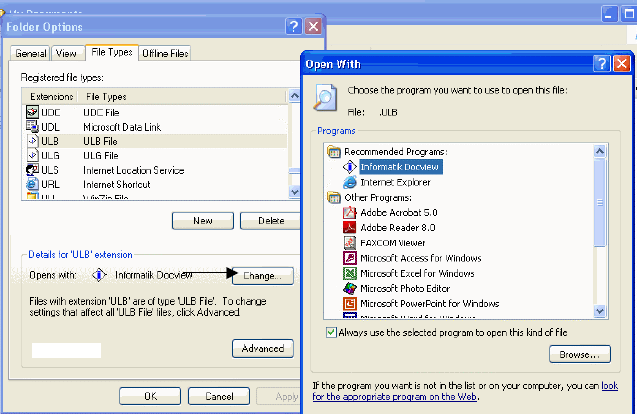 My Documents
Folder Options
General View File Types Offline Files
Registered file types:
Extensions File Types
UDC UDC File
UDL Microsoft Data Link
ULB ULB File
ULG ULG File
ULS Internet Location Service
URL Internet Shortcut
New Delete
Details for 'ULB' extension
Opens with: Informatik Docview Change...
Files with extension 'ULB' are of type 'ULB File'. To change
settings that affect all 'ULB File' files, click Advanced.
Advanced
OK Cancel Apply
Open With
Choose the program you want to use to open this file:
File: .ULB
Programs
Recommended Programs:
Informatik Docview
Internet Explorer
Other Programs:
Adobe Acrobat 5.0
Adobe Reader 8.0
FAXCOM Viewer
Microsoft Access for Windows
Microsoft Excel for Windows
Microsoft Photo Editor
Microsoft PowerPoint for Windows
Microsoft Word for Windows
Always use the selected program to open this kind of file
Browse...
If the program you want is not in the list or on your computer, you can look
for the appropriate program on the Web.